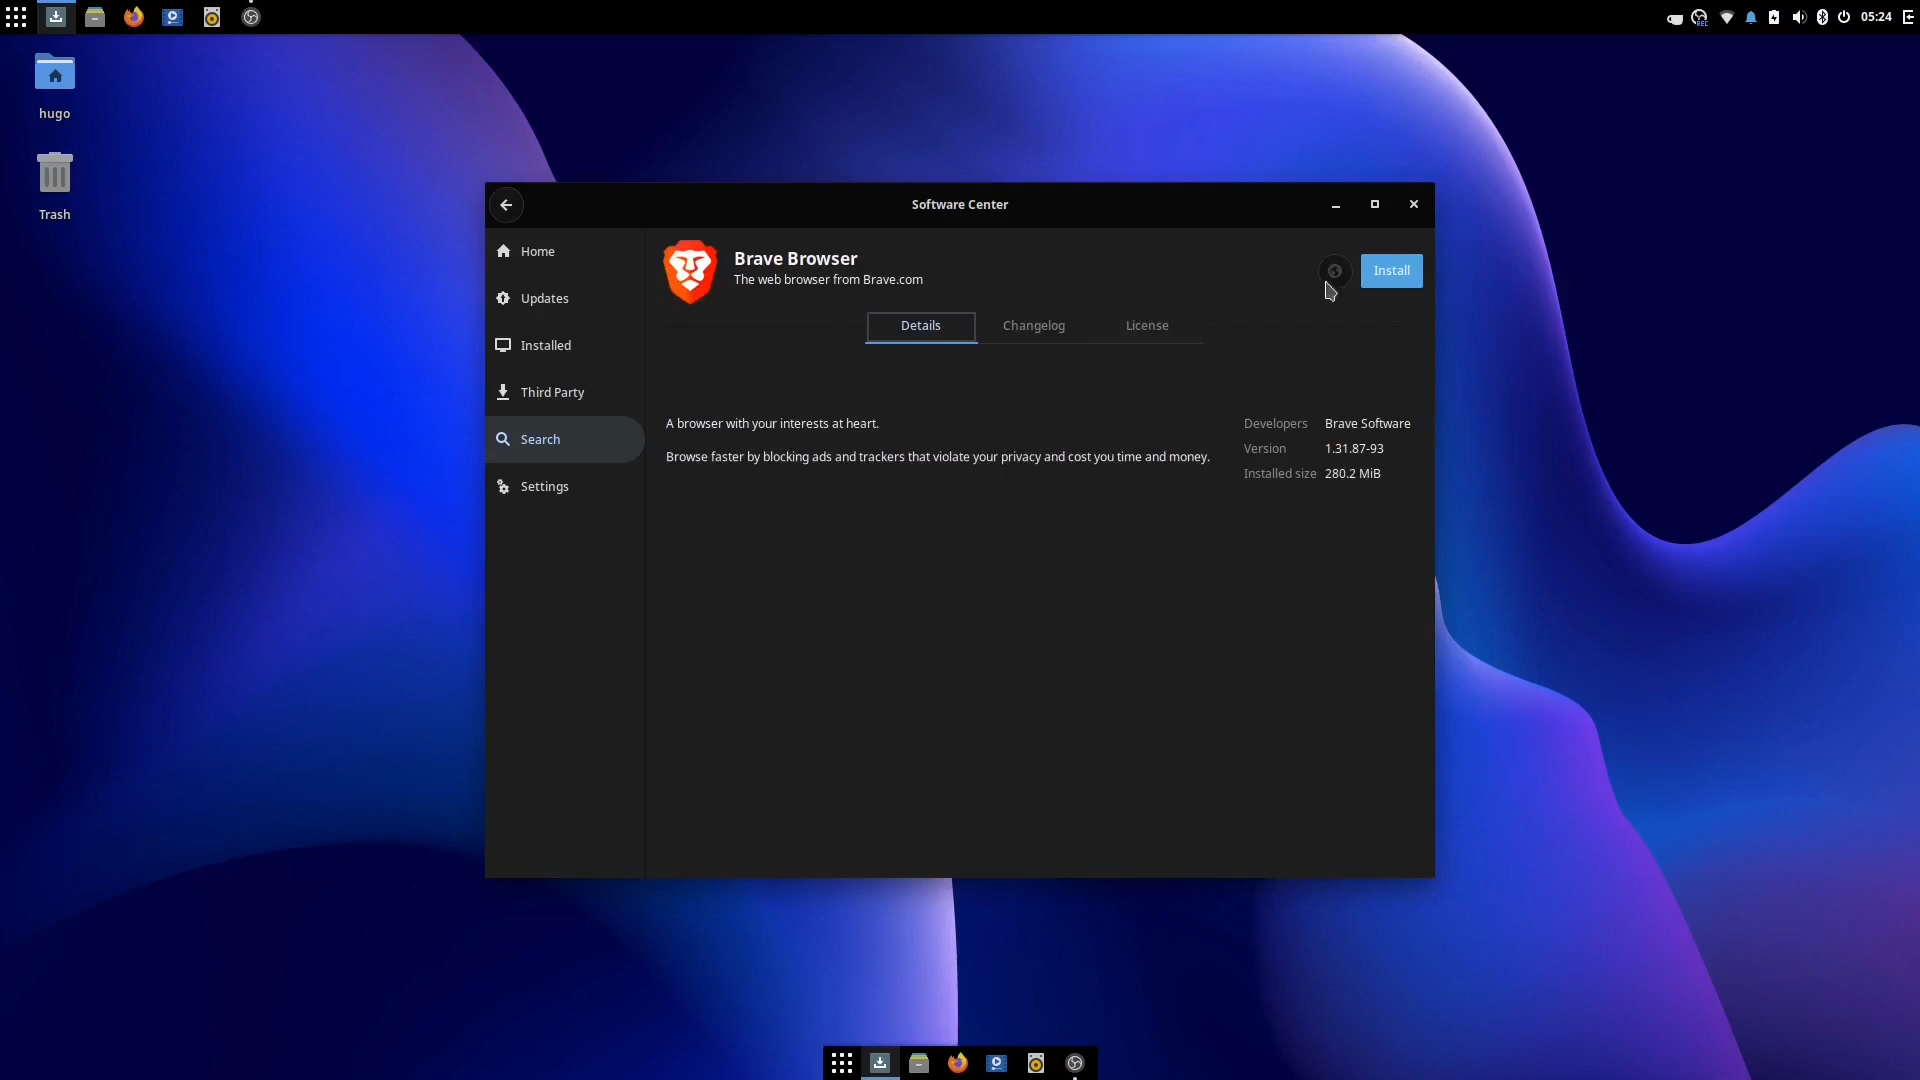 REC
05:24
hugo
Trash
Software Center
Home
Updates
Installed
Third Party
Search
Settings
Brave Browser
The web browser from Brave.com
Install
Details
Changelog
License
A browser with your interests at heart.
Browse faster by blocking ads and trackers that violate your privacy and cost you time and money.
Developers Brave Software
Version 1.31.87-93
Installed size 280.2 MiB